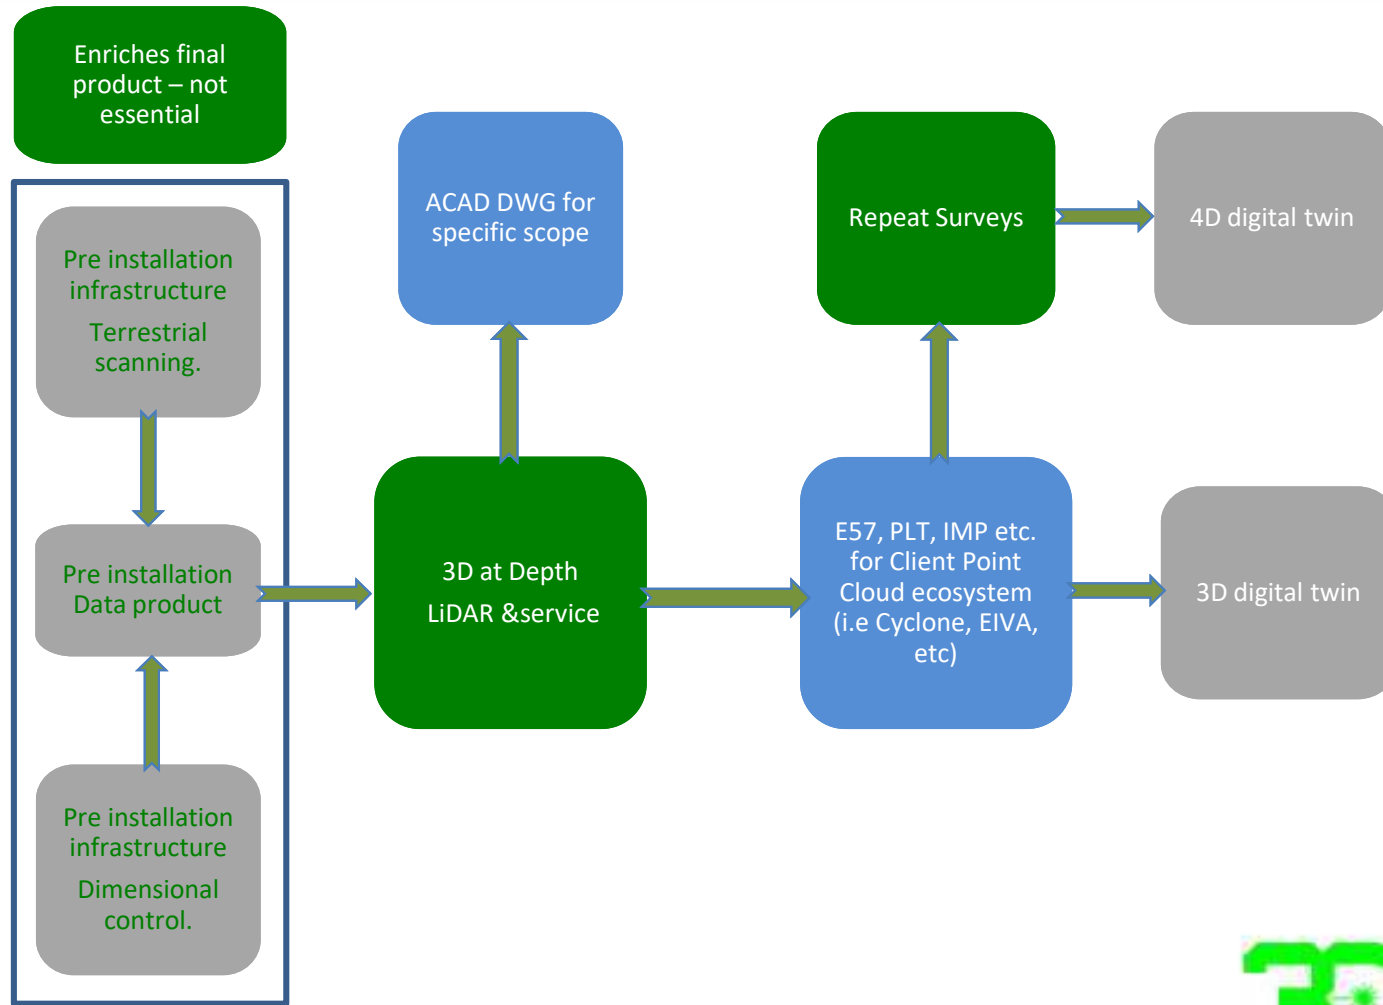 Enriches final
product – not
essential
Pre installation
infrastructure
Terrestrial
scanning.
Pre installation
Data product
Pre installation
infrastructure
Dimensional
control.
ACAD DWG for
specific scope
3D at Depth
LiDAR &service
Repeat Surveys
E57, PLT, IMP etc.
for Client Point
Cloud ecosystem
(i.e Cyclone, EIVA,
etc)
4D digital twin
3D digital twin